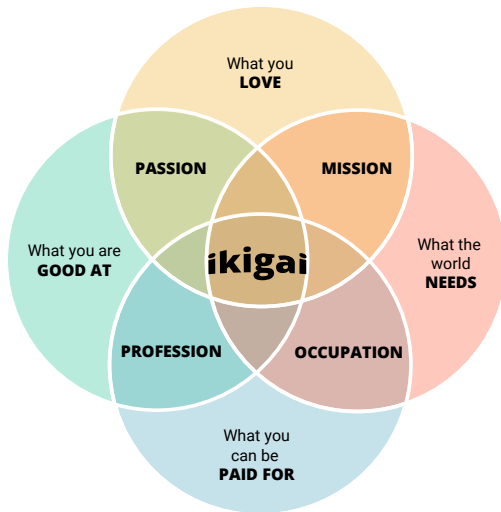 What you
LOVE
PASSION
MISSION
What you are
GOOD AT
ikigai
What the
world
NEEDS
PROFESSION
OCCUPATION
What you
can be
PAID FOR